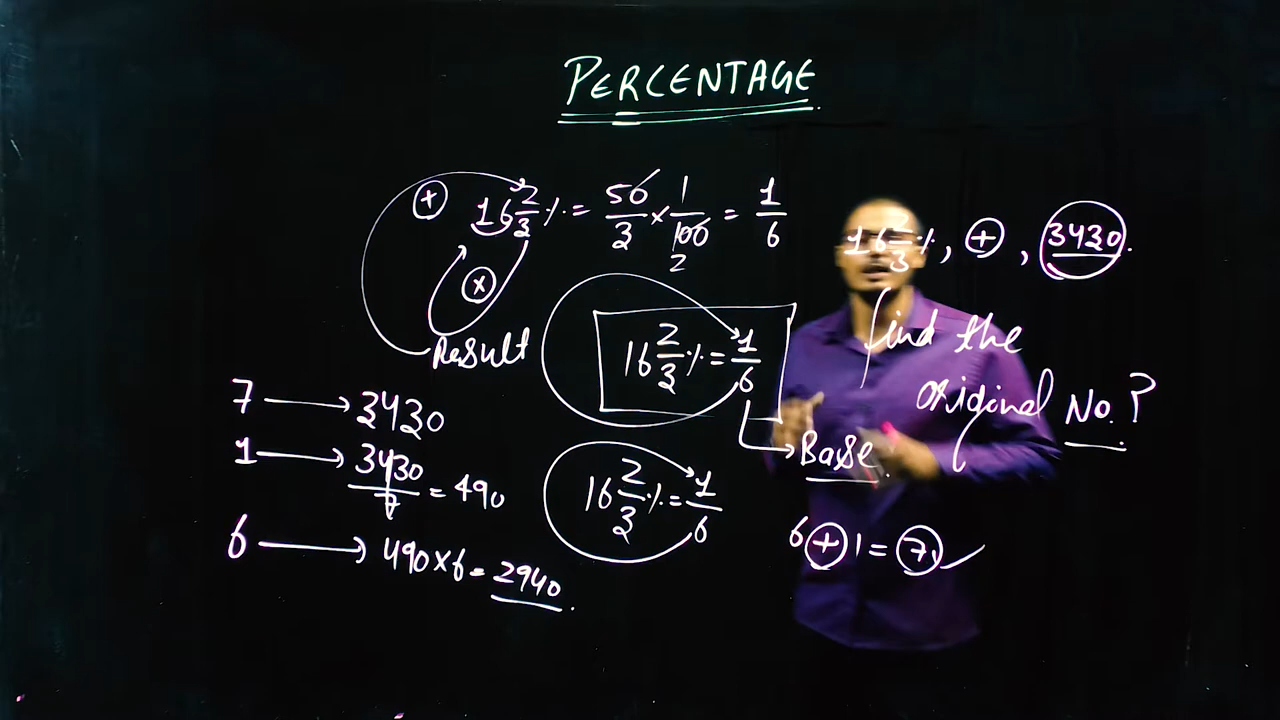 PERCENTAGE
+ 16 2/3 % = 50/3 × 1/100 = 1/6
2
×
Result
7 → 3430
1 → 3430/7 = 490
6 → 490×6 = 2940.
16 2/3 % = 1/6
Base
16 2/3 % = 1/6
6 + 1 = 7
16 2/3 %, +, 3430.
find the
original No.?